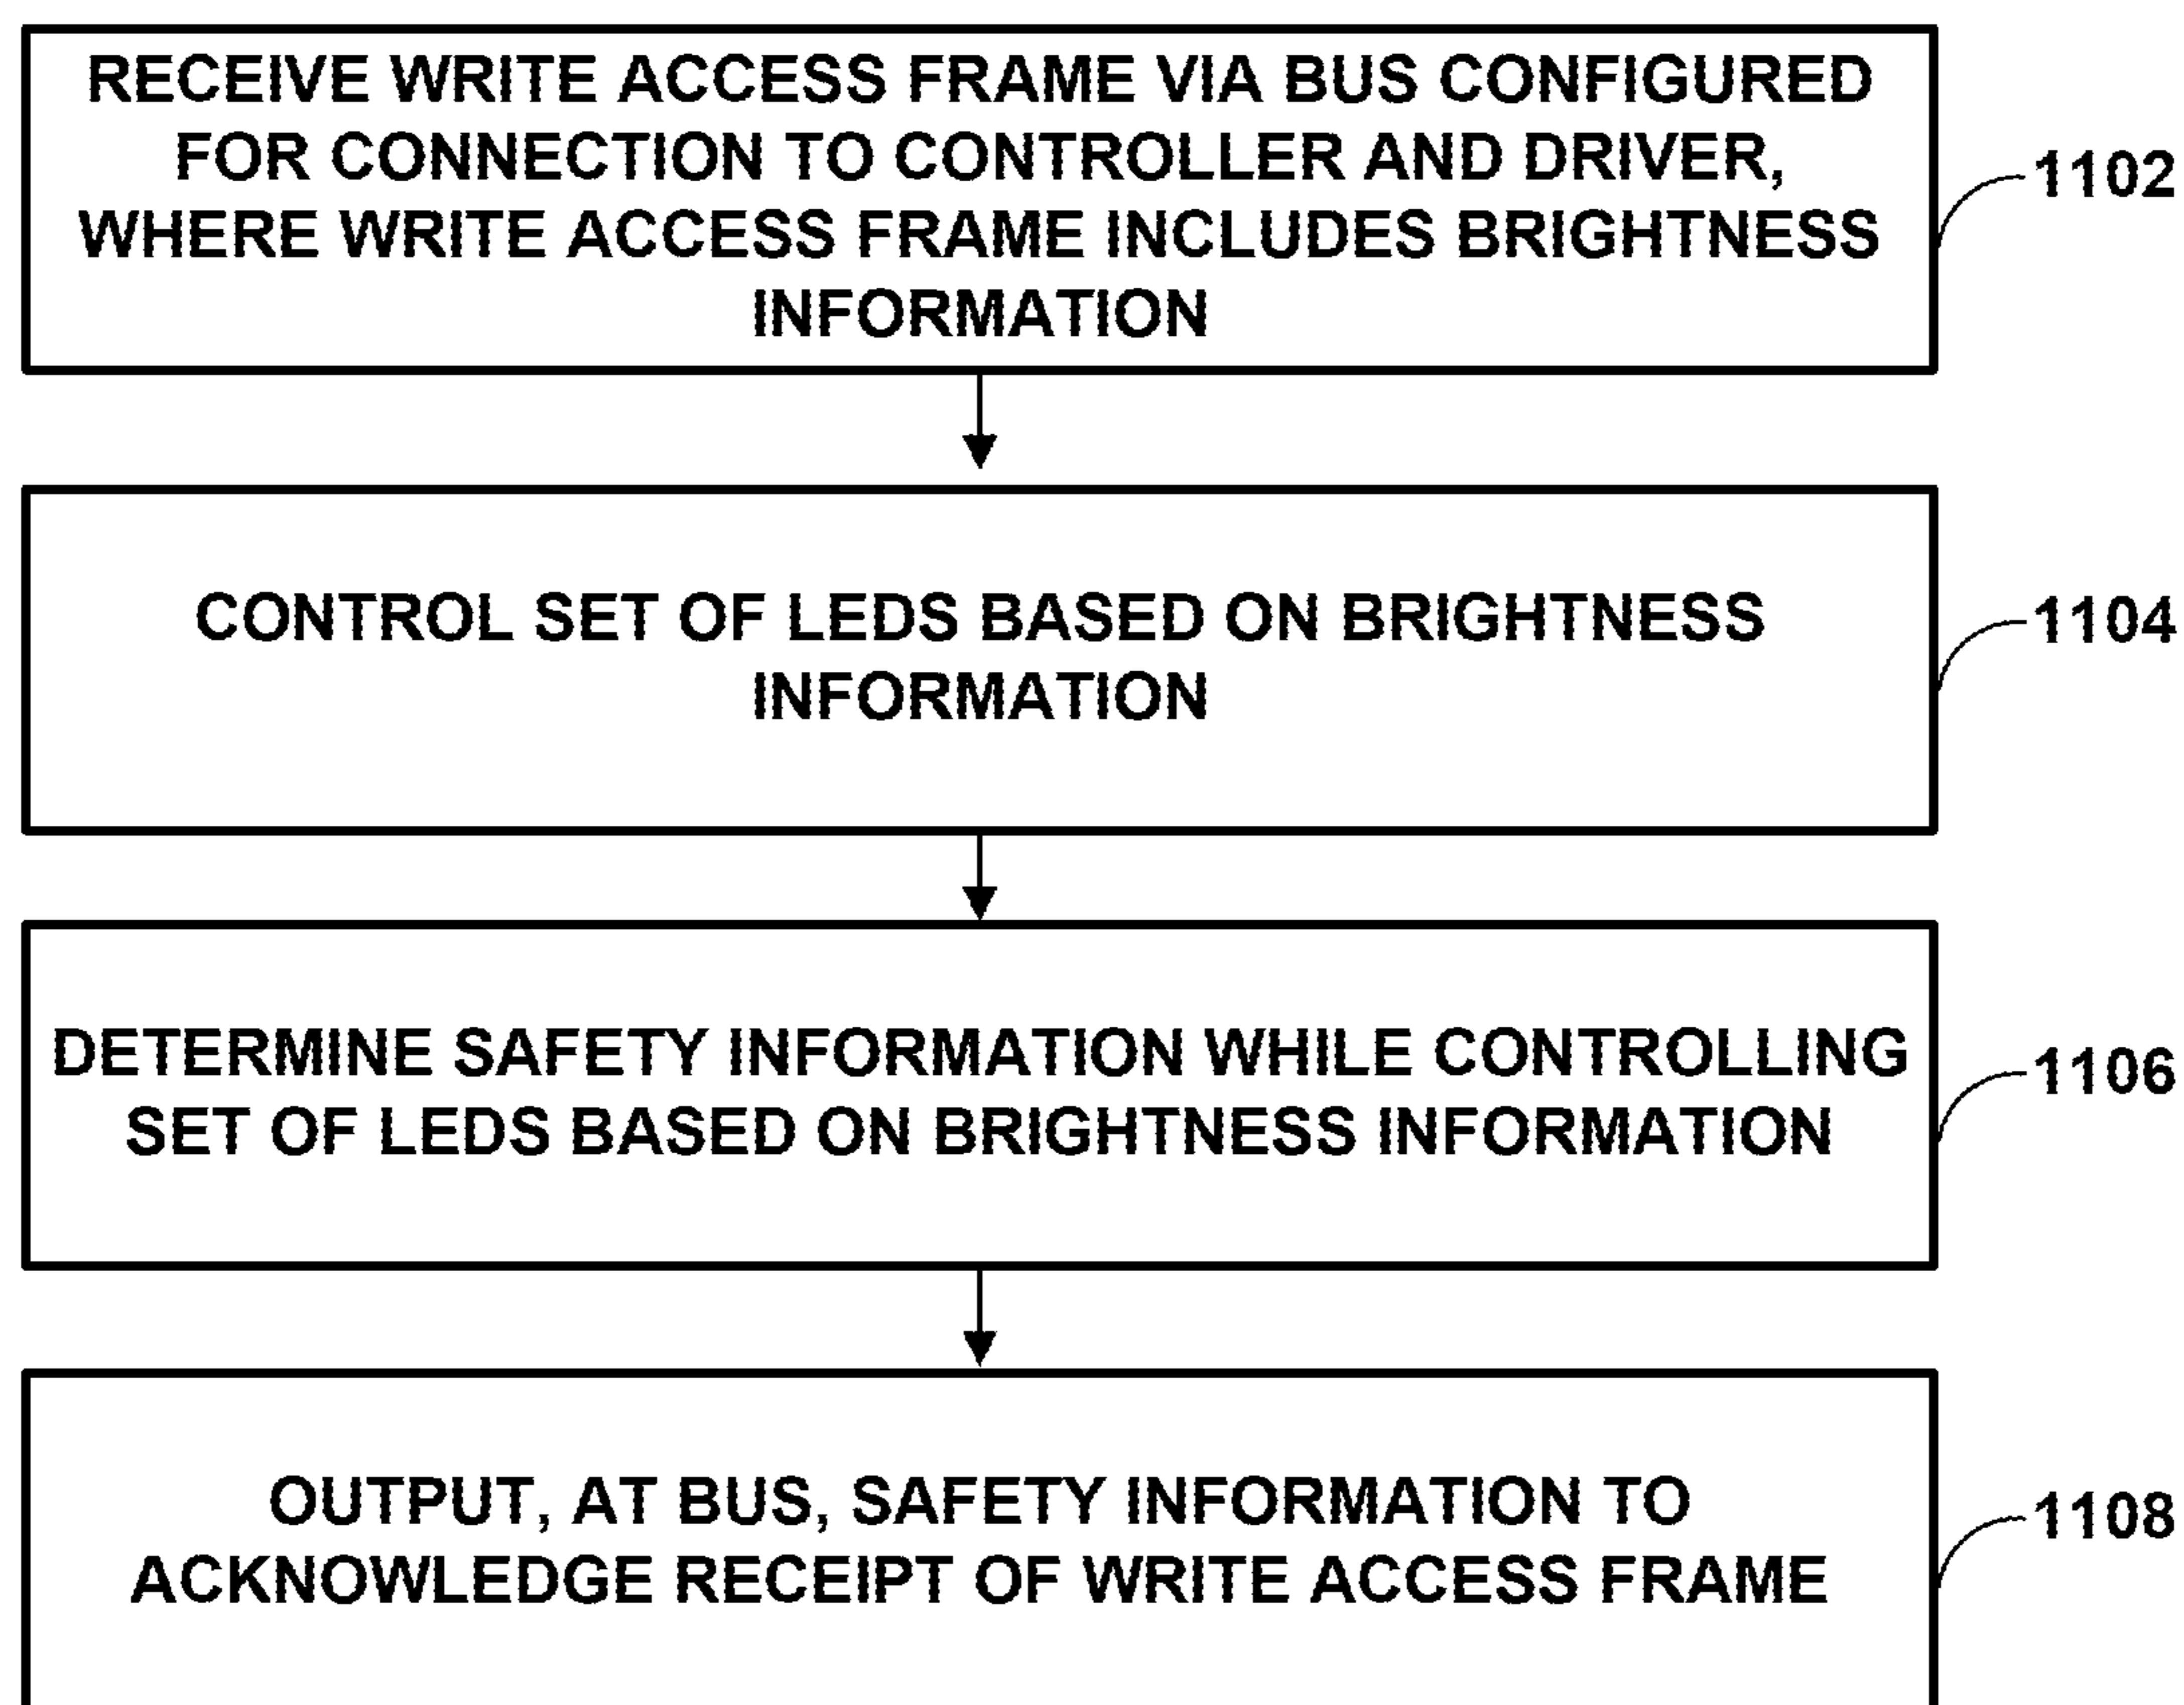 RECEIVE WRITE ACCESS FRAME VIA BUS CONFIGURED
FOR CONNECTION TO CONTROLLER AND DRIVER,
WHERE WRITE ACCESS FRAME INCLUDES BRIGHTNESS
INFORMATION
1102
CONTROL SET OF LEDS BASED ON BRIGHTNESS
INFORMATION
1104
DETERMINE SAFETY INFORMATION WHILE CONTROLLING
SET OF LEDS BASED ON BRIGHTNESS INFORMATION
1106
OUTPUT, AT BUS, SAFETY INFORMATION TO
ACKNOWLEDGE RECEIPT OF WRITE ACCESS FRAME
1108